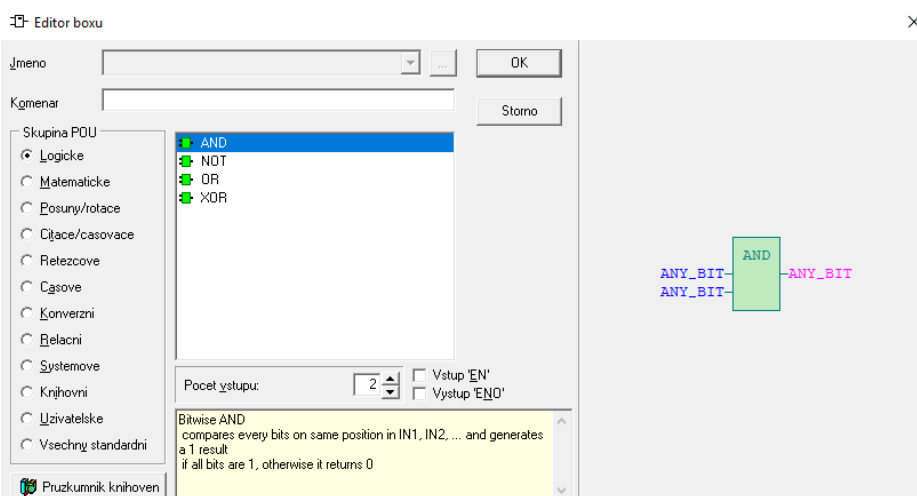 Editor boxu
Jmeno
...
OK
Komenar
Storno
Skupina POU
Logicke
Matematicke
Posuny/rotace
Citace/casovace
Retezcove
Casove
Konverzni
Relacni
Systemove
Knjhovni
Uzivatelske
Vsechny standardni
Pruzkumnik knihoven
AND
NOT
OR
XOR
Pocet vstupu:
2
Vstup 'EN'
Vystup 'ENO'
Bitwise AND
compares every bits on same position in IN1, IN2, ... and generates
a 1 result
if all bits are 1, otherwise it returns 0
AND
ANY_BIT
ANY_BIT
ANY_BIT